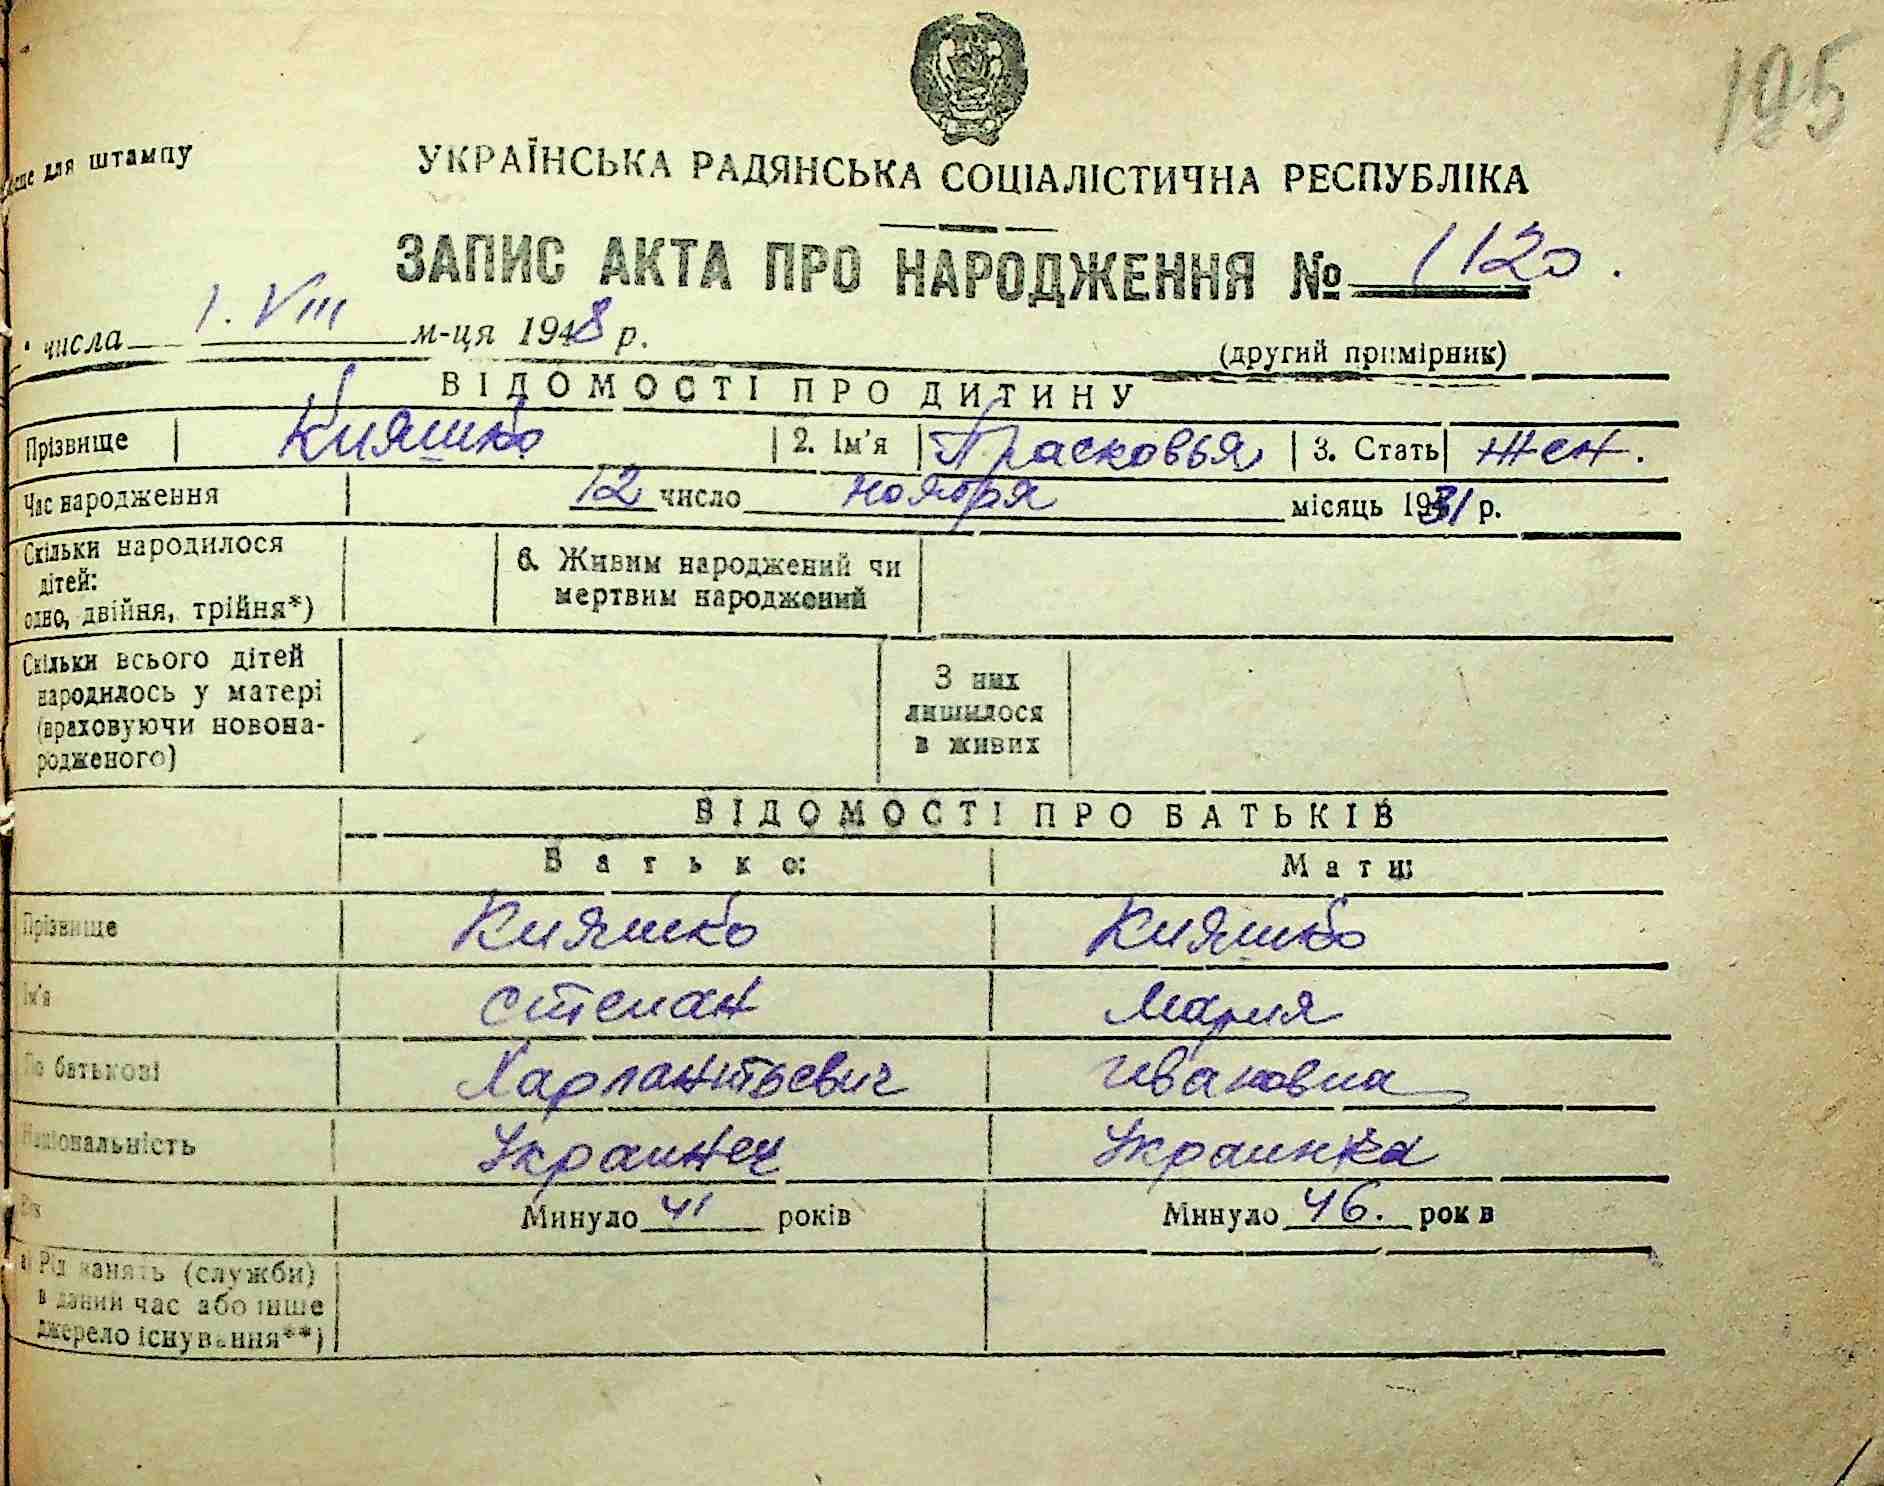 195
для штампу
УКРАЇНСЬКА РАДЯНСЬКА СОЦІАЛІСТИЧНА РЕСПУБЛІКА
ЗАПИС АКТА ПРО НАРОДЖЕННЯ № 1120.
числа 1. VIII м-ця 1948 р.
(другий примірник)
ВІДОМОСТІ ПРО ДИТИНУ
Прізвище Кияшко 2. Ім'я Прасковья 3. Стать жен.
Час народження 12 число ноября місяць 1931 р.
Скільки народилося 6. Живим народжений чи
дітей: мертвим народжений
одно, двійня, трійня*)
Скільки всього дітей З них
народилось у матері лишилося
(враховуючи новона- в живих
родженого)
ВІДОМОСТІ ПРО БАТЬКІВ
Батько: Мати:
Прізвище Кияшко Кияшко
Ім'я Степан Мария
По батькові Харлантьевич Ивановна
Національність Украинец Украинка
Вік Минуло 41 років Минуло 46. рок в
а) Рід занять (служби)
в даний час або інше
джерело існування**)